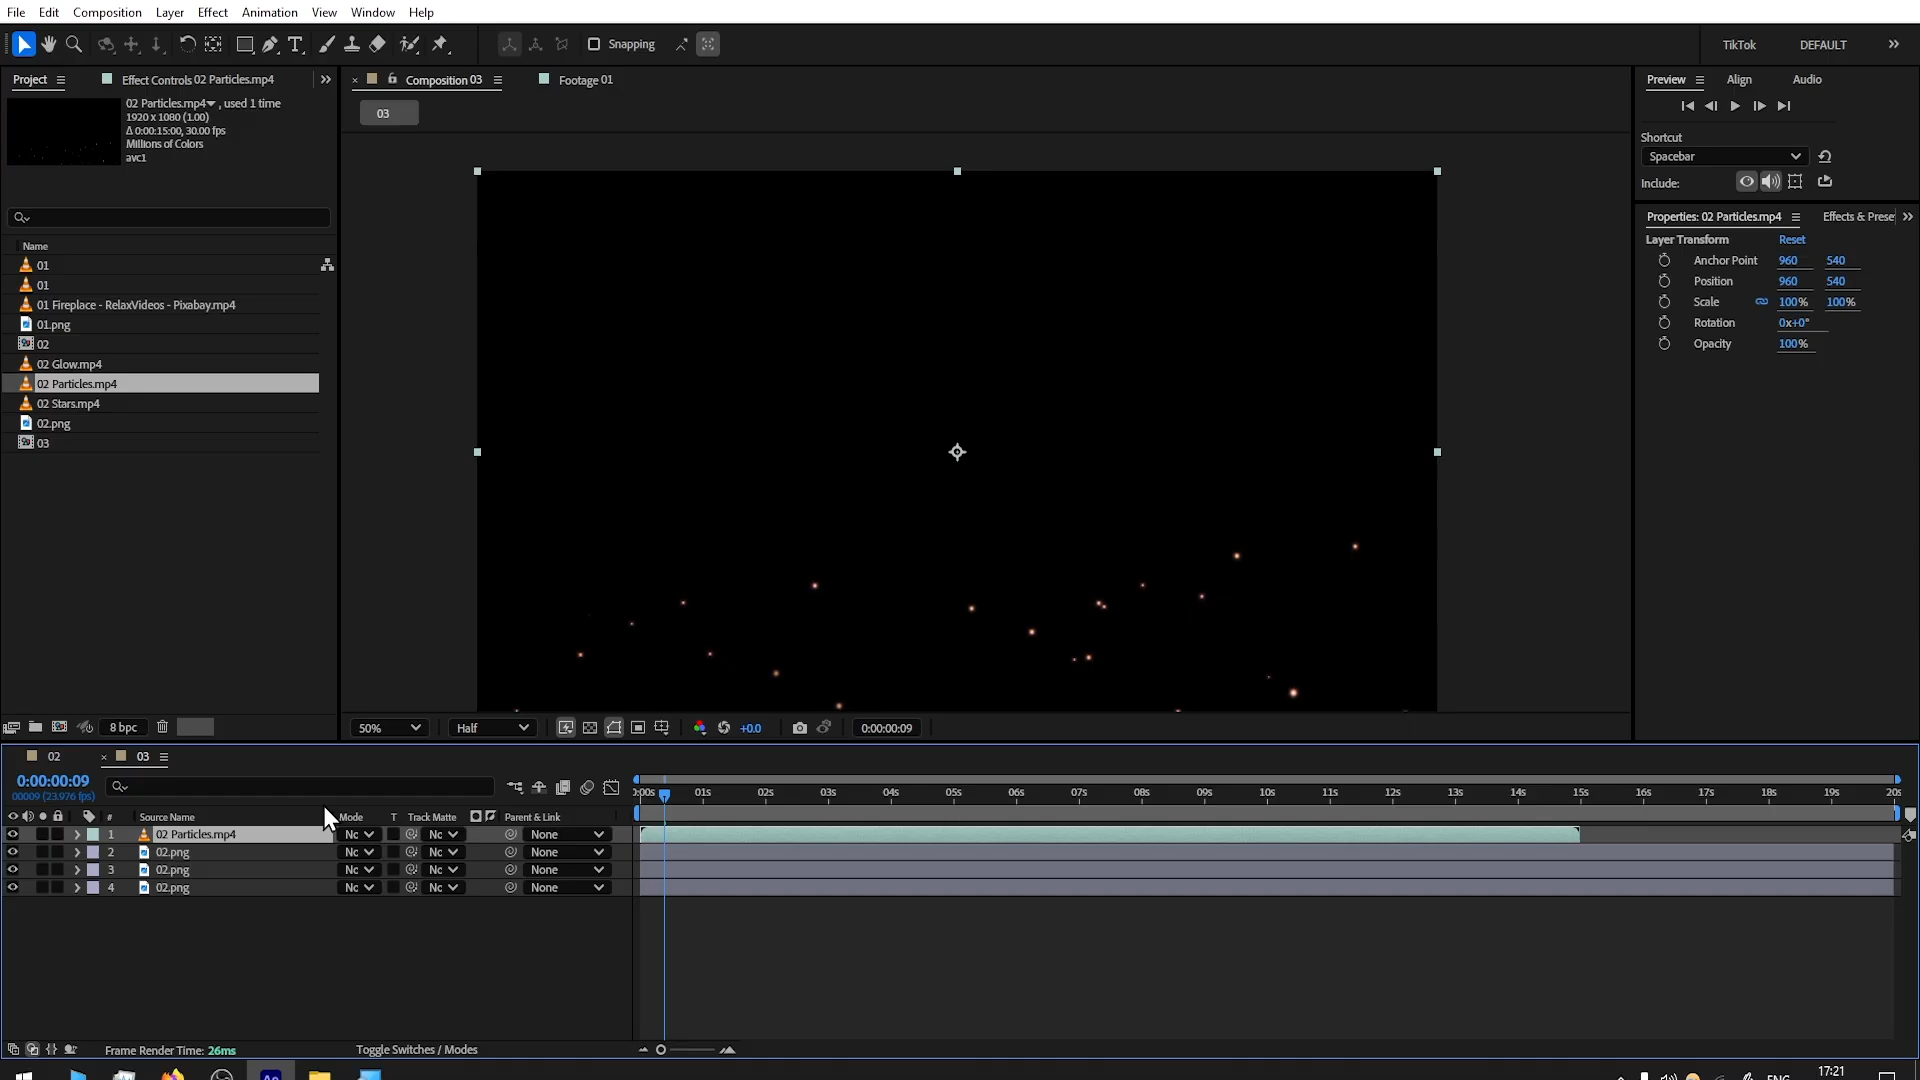 File Edit Composition Layer Effect Animation View Window Help
Snapping
TikTok DEFAULT
Project Effect Controls 02 Particles.mp4
Composition 03 Footage 01
Preview Align Audio
02 Particles.mp4 , used 1 time
1920 x 1080 (1.00)
Δ 0:00:15:00, 30.00 fps
Millions of Colors
avc1
03
Shortcut
Spacebar
Include:
Properties: 02 Particles.mp4 Effects & Prese
Layer Transform Reset
Anchor Point 960 540
Position 960 540
Scale 100% 100%
Rotation 0x+0°
Opacity 100%
Name
01
01
01 Fireplace - RelaxVideos - Pixabay.mp4
01.png
02
02 Glow.mp4
02 Particles.mp4
02 Stars.mp4
02.png
03
8 bpc
50% Half +0.0 0:00:00:09
02 03
0:00:00:09
00009 (23.976 fps)
:00s 01s 02s 03s 04s 05s 06s 07s 08s 09s 10s 11s 12s 13s 14s 15s 16s 17s 18s 19s 20s
# Source Name Mode T Track Matte Parent & Link
1 02 Particles.mp4 Nc Nc None
2 02.png Nc Nc None
3 02.png Nc Nc None
4 02.png Nc Nc None
Frame Render Time: 26ms Toggle Switches / Modes
Ae ENG 17:21